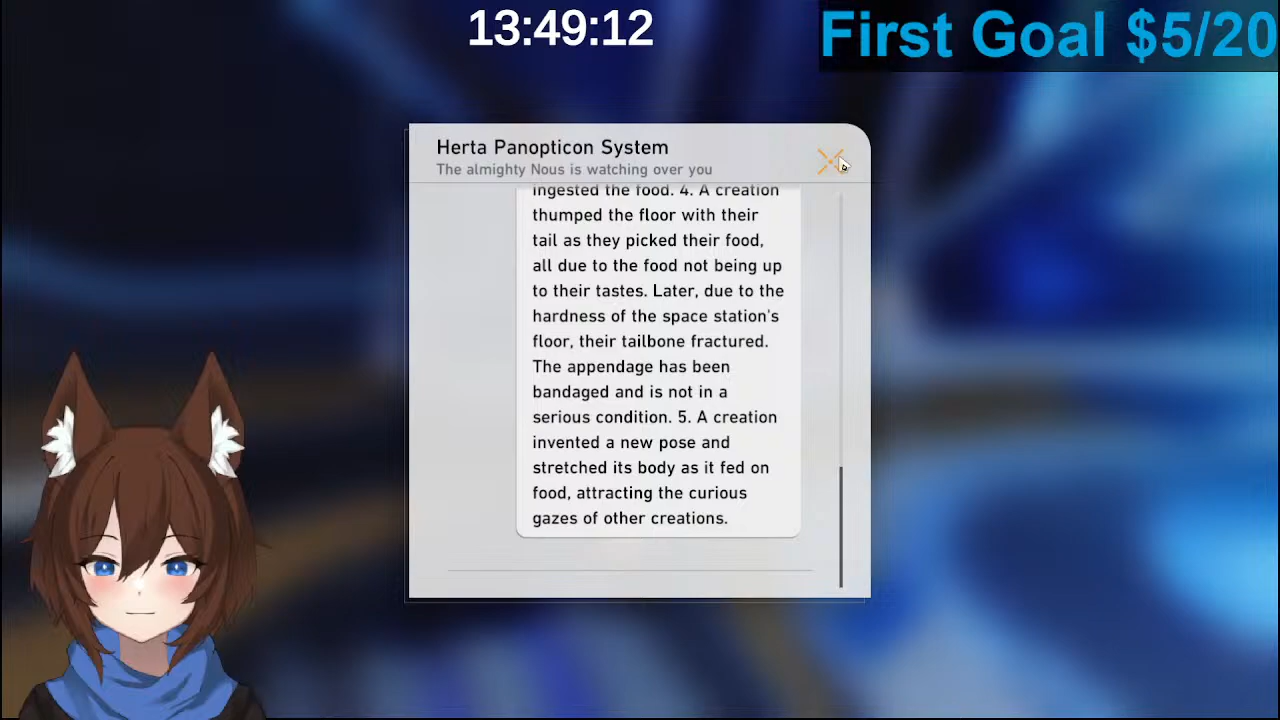 13:49:12
First Goal $5/20
Herta Panopticon System
The almighty Nous is watching over you
ingested the food. 4. A creation
thumped the floor with their
tail as they picked their food,
all due to the food not being up
to their tastes. Later, due to the
hardness of the space station's
floor, their tailbone fractured.
The appendage has been
bandaged and is not in a
serious condition. 5. A creation
invented a new pose and
stretched its body as it fed on
food, attracting the curious
gazes of other creations.